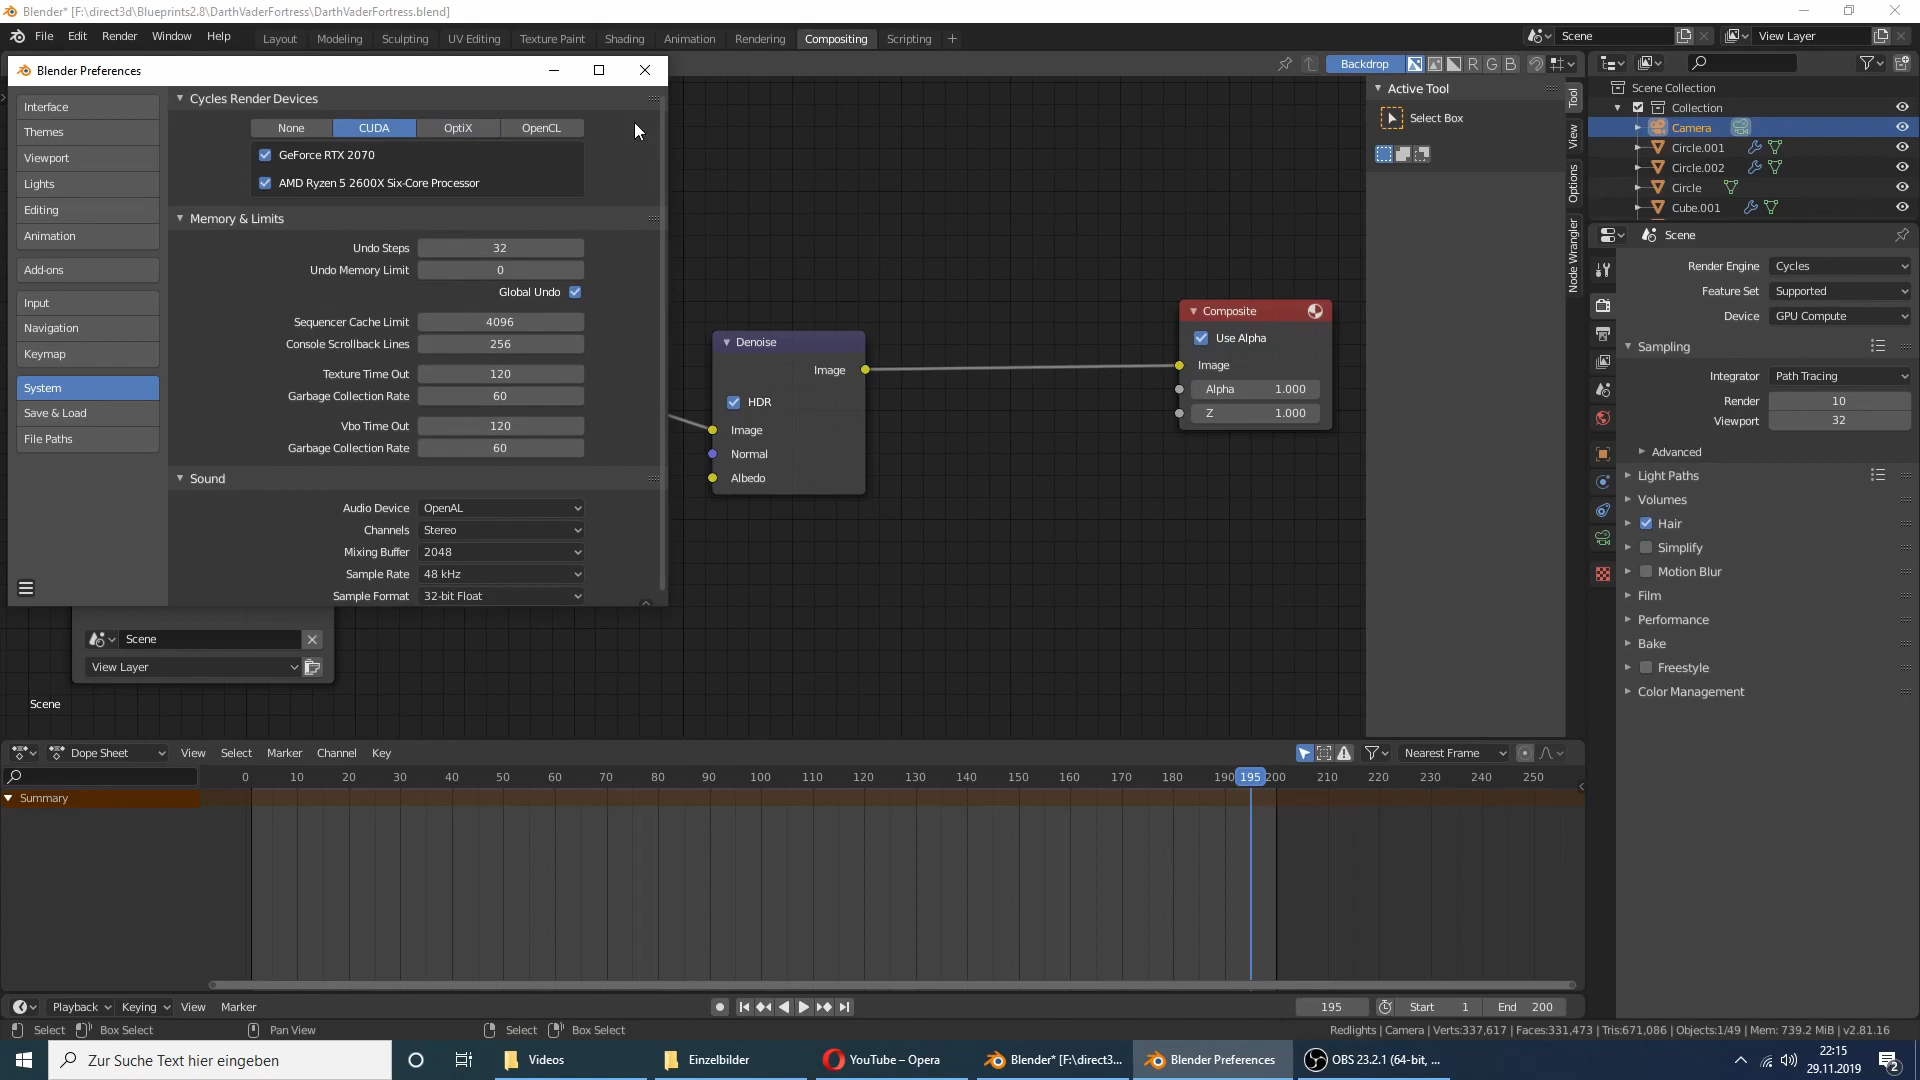 Blender* [F:\direct3d\Blueprints2.8\DarthVaderFortress\DarthVaderFortress.blend]
File Edit Render Window Help Layout Modeling Sculpting UV Editing Texture Paint Shading Animation Rendering Compositing Scripting + Scene View Layer
Blender Preferences
Backdrop R G B
Interface
Themes
Viewport
Lights
Editing
Animation
Add-ons
Input
Navigation
Keymap
System
Save & Load
File Paths
Cycles Render Devices
None CUDA OptiX OpenCL
GeForce RTX 2070
AMD Ryzen 5 2600X Six-Core Processor
Memory & Limits
Undo Steps 32
Undo Memory Limit 0
Global Undo
Sequencer Cache Limit 4096
Console Scrollback Lines 256
Texture Time Out 120
Garbage Collection Rate 60
Vbo Time Out 120
Garbage Collection Rate 60
Sound
Audio Device OpenAL
Channels Stereo
Mixing Buffer 2048
Sample Rate 48 kHz
Sample Format 32-bit Float
Scene
View Layer
Scene
Denoise
Image
HDR
Image
Normal
Albedo
Composite
Use Alpha
Image
Alpha 1.000
Z 1.000
Active Tool
Select Box
Tool
View
Options
Node Wrangler
Scene Collection
Collection
Camera
Circle.001
Circle.002
Circle
Cube.001
Scene
Render Engine Cycles
Feature Set Supported
Device GPU Compute
Sampling
Integrator Path Tracing
Render 10
Viewport 32
Advanced
Light Paths
Volumes
Hair
Simplify
Motion Blur
Film
Performance
Bake
Freestyle
Color Management
Dope Sheet View Select Marker Channel Key Nearest Frame
0 10 20 30 40 50 60 70 80 90 100 110 120 130 140 150 160 170 180 190 195 200 210 220 230 240 250
Summary
Playback Keying View Marker 195 Start 1 End 200
Select Box Select Pan View Select Box Select Redlights | Camera | Verts:337,617 | Faces:331,473 | Tris:671,086 | Objects:1/49 | Mem: 739.2 MiB | v2.81.16
Zur Suche Text hier eingeben Videos Einzelbilder YouTube – Opera Blender* [F:\direct3... Blender Preferences OBS 23.2.1 (64-bit, ... 22:15
29.11.2019 2